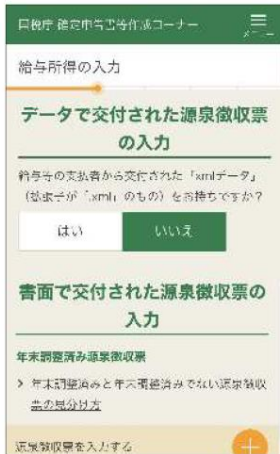 国税庁 確定申告書等作成コーナー
メニュー
給与所得の入力
データで交付された源泉徴収票
の入力
給与等の支払者から交付された「xmlデータ」
（拡張子が「.xml」のもの）をお持ちですか？
はい
いいえ
書面で交付された源泉徴収票の
入力
年末調整済み源泉徴収票
> 年末調整済みと年末調整済みでない源泉徴収
票の見分け方
源泉徴収票を入力する